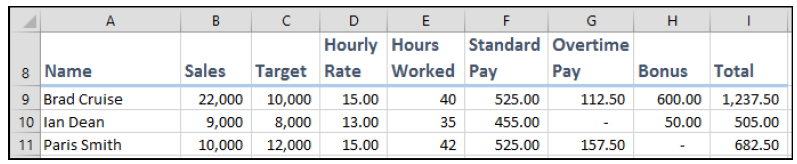 A B C D E F G H I
Hourly Hours Standard Overtime
8 Name Sales Target Rate Worked Pay Pay Bonus Total
9 Brad Cruise 22,000 10,000 15.00 40 525.00 112.50 600.00 1,237.50
10 Ian Dean 9,000 8,000 13.00 35 455.00 - 50.00 505.00
11 Paris Smith 10,000 12,000 15.00 42 525.00 157.50 - 682.50